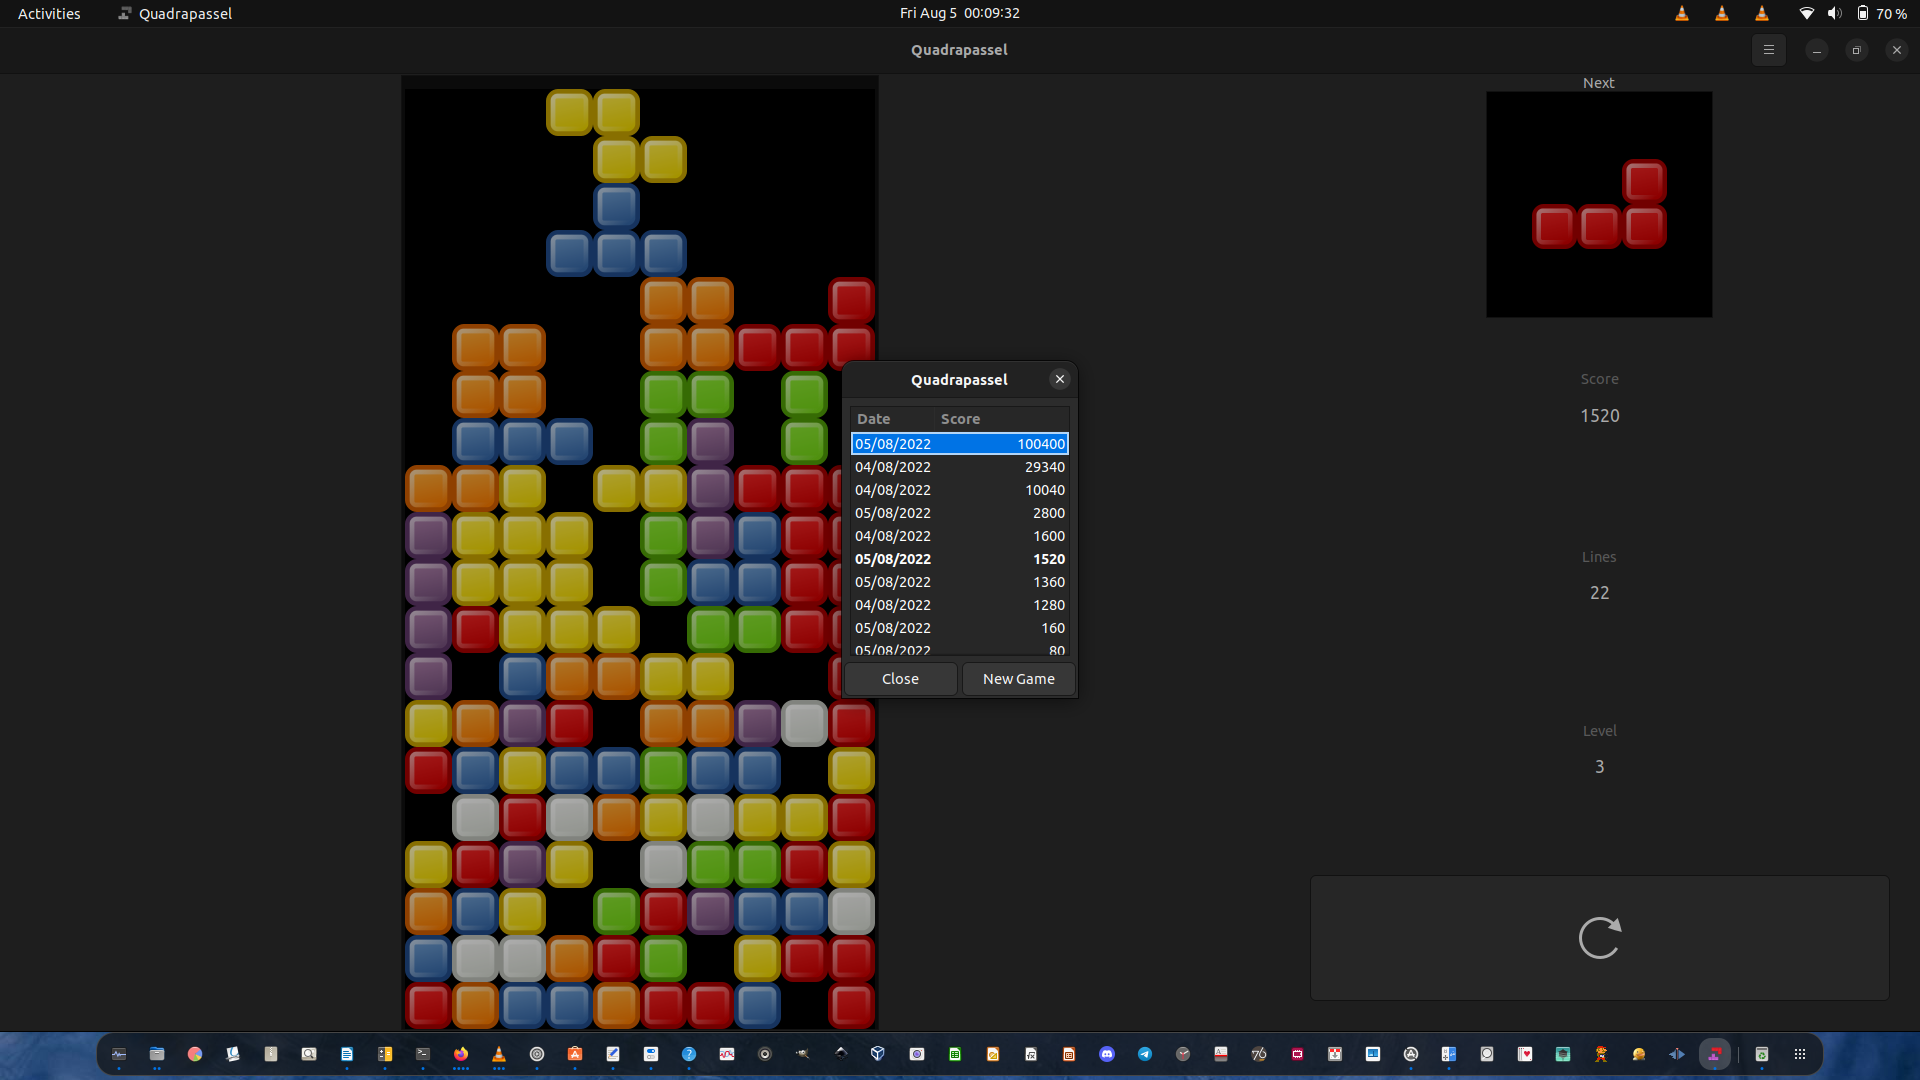 Activities
Quadrapassel
Fri Aug 5 00:09:32
70 %
Quadrapassel
Next
Score
1520
Lines
22
Level
3
Quadrapassel
Date Score
05/08/2022 100400
04/08/2022 29340
04/08/2022 10040
05/08/2022 2800
04/08/2022 1600
05/08/2022 1520
05/08/2022 1360
04/08/2022 1280
05/08/2022 160
05/08/2022 80
Close
New Game
76